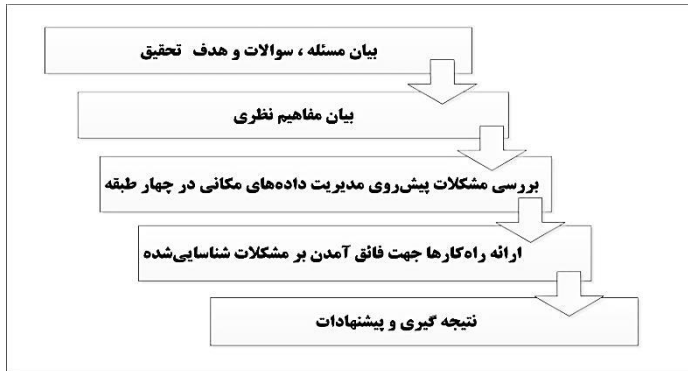 بیان مسئله ، سوالات و هدف تحقیق
بیان مفاهیم نظری
بررسی مشکلات پیش‌روی مدیریت داده‌های مکانی در چهار طبقه
ارائه راه‌کارها جهت فائق آمدن بر مشکلات شناسایی‌شده
نتیجه گیری و پیشنهادات